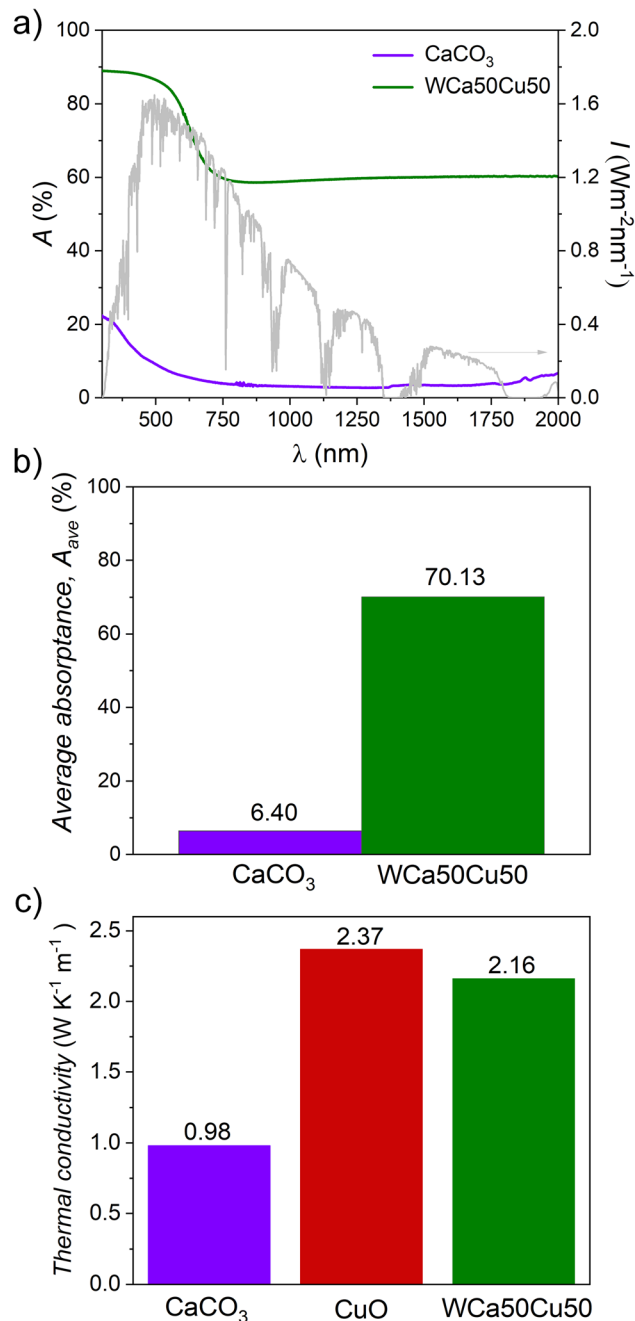 a)
100
80
60
40
20
0
A (%)
CaCO₃
WCa50Cu50
2.0
1.6
1.2
0.8
0.4
0.0
I (Wm⁻²nm⁻¹)
500 750 1000 1250 1500 1750 2000
λ (nm)
b)
100
80
60
40
20
0
Average absorptance, Aave (%)
6.40
70.13
CaCO₃ WCa50Cu50
c)
2.5
2.0
1.5
1.0
0.5
0.0
Thermal conductivity (W K⁻¹ m⁻¹)
0.98
2.37
2.16
CaCO₃ CuO WCa50Cu50